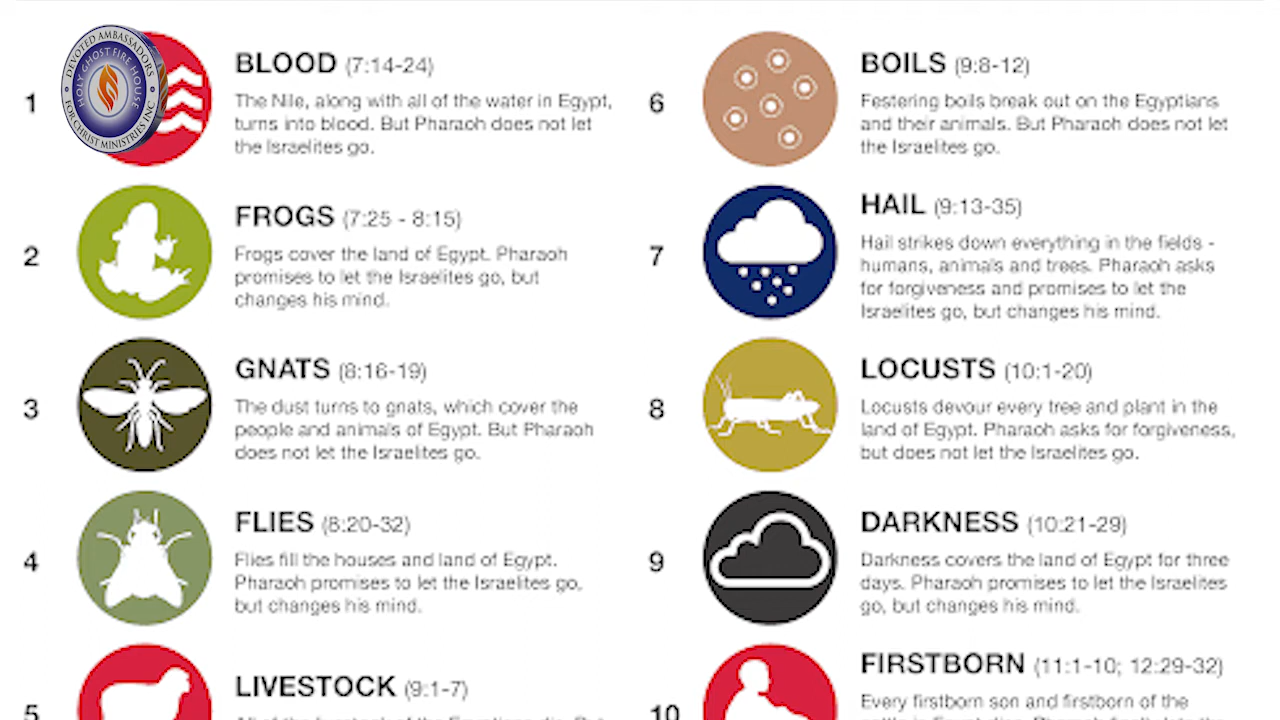 DEVOTED AMBASSADORS
FOR CHRIST MINISTRIES INC
HOLY GHOST FIRE HOUSE
1
BLOOD (7:14-24)
The Nile, along with all of the water in Egypt,
turns into blood. But Pharaoh does not let
the Israelites go.
2
FROGS (7:25 - 8:15)
Frogs cover the land of Egypt. Pharaoh
promises to let the Israelites go, but
changes his mind.
3
GNATS (8:16-19)
The dust turns to gnats, which cover the
people and animals of Egypt. But Pharaoh
does not let the Israelites go.
4
FLIES (8:20-32)
Flies fill the houses and land of Egypt.
Pharaoh promises to let the Israelites go,
but changes his mind.
5
LIVESTOCK (9:1-7)
6
BOILS (9:8-12)
Festering boils break out on the Egyptians
and their animals. But Pharaoh does not let
the Israelites go.
7
HAIL (9:13-35)
Hail strikes down everything in the fields -
humans, animals and trees. Pharaoh asks
for forgiveness and promises to let the
Israelites go, but changes his mind.
8
LOCUSTS (10:1-20)
Locusts devour every tree and plant in the
land of Egypt. Pharaoh asks for forgiveness,
but does not let the Israelites go.
9
DARKNESS (10:21-29)
Darkness covers the land of Egypt for three
days. Pharaoh promises to let the Israelites
go, but changes his mind.
10
FIRSTBORN (11:1-10; 12:29-32)
Every firstborn son and firstborn of the